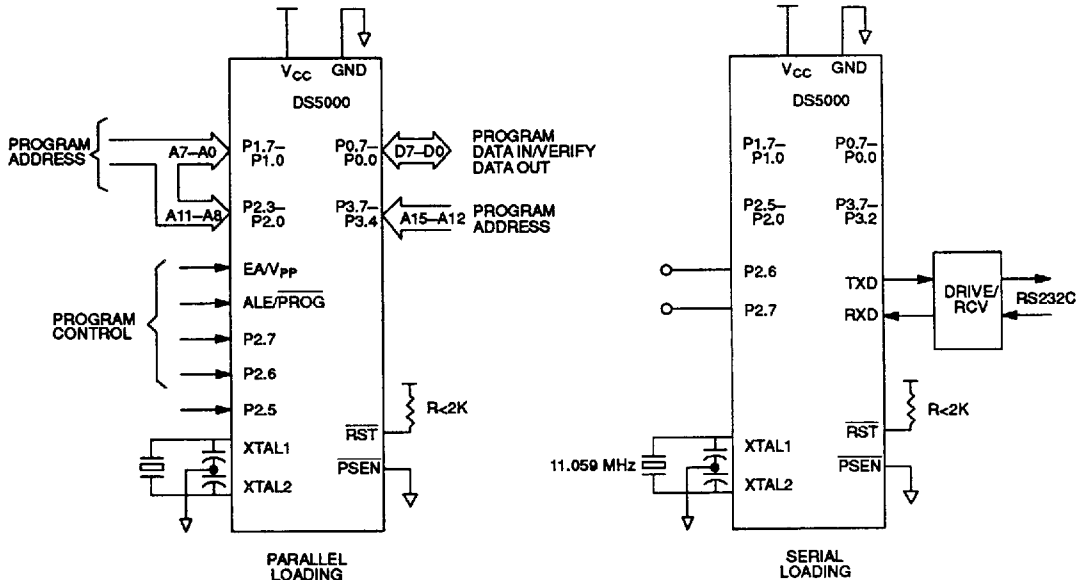 VCC GND
DS5000
PROGRAM
ADDRESS
A7–A0
P1.7–
P1.0
P0.7–
P0.0
D7–D0
PROGRAM
DATA IN/VERIFY
DATA OUT
A11–A8
P2.3–
P2.0
P3.7–
P3.4
A15–A12
PROGRAM
ADDRESS
PROGRAM
CONTROL
EA/VPP
ALE/PROG
P2.7
P2.6
P2.5
R<2K
RST
XTAL1
PSEN
XTAL2
PARALLEL
LOADING
VCC GND
DS5000
P1.7–
P1.0
P0.7–
P0.0
P2.5–
P2.0
P3.7–
P3.2
P2.6
P2.7
TXD
RXD
DRIVE/
RCV
RS232C
R<2K
RST
11.059 MHz
XTAL1
PSEN
XTAL2
SERIAL
LOADING